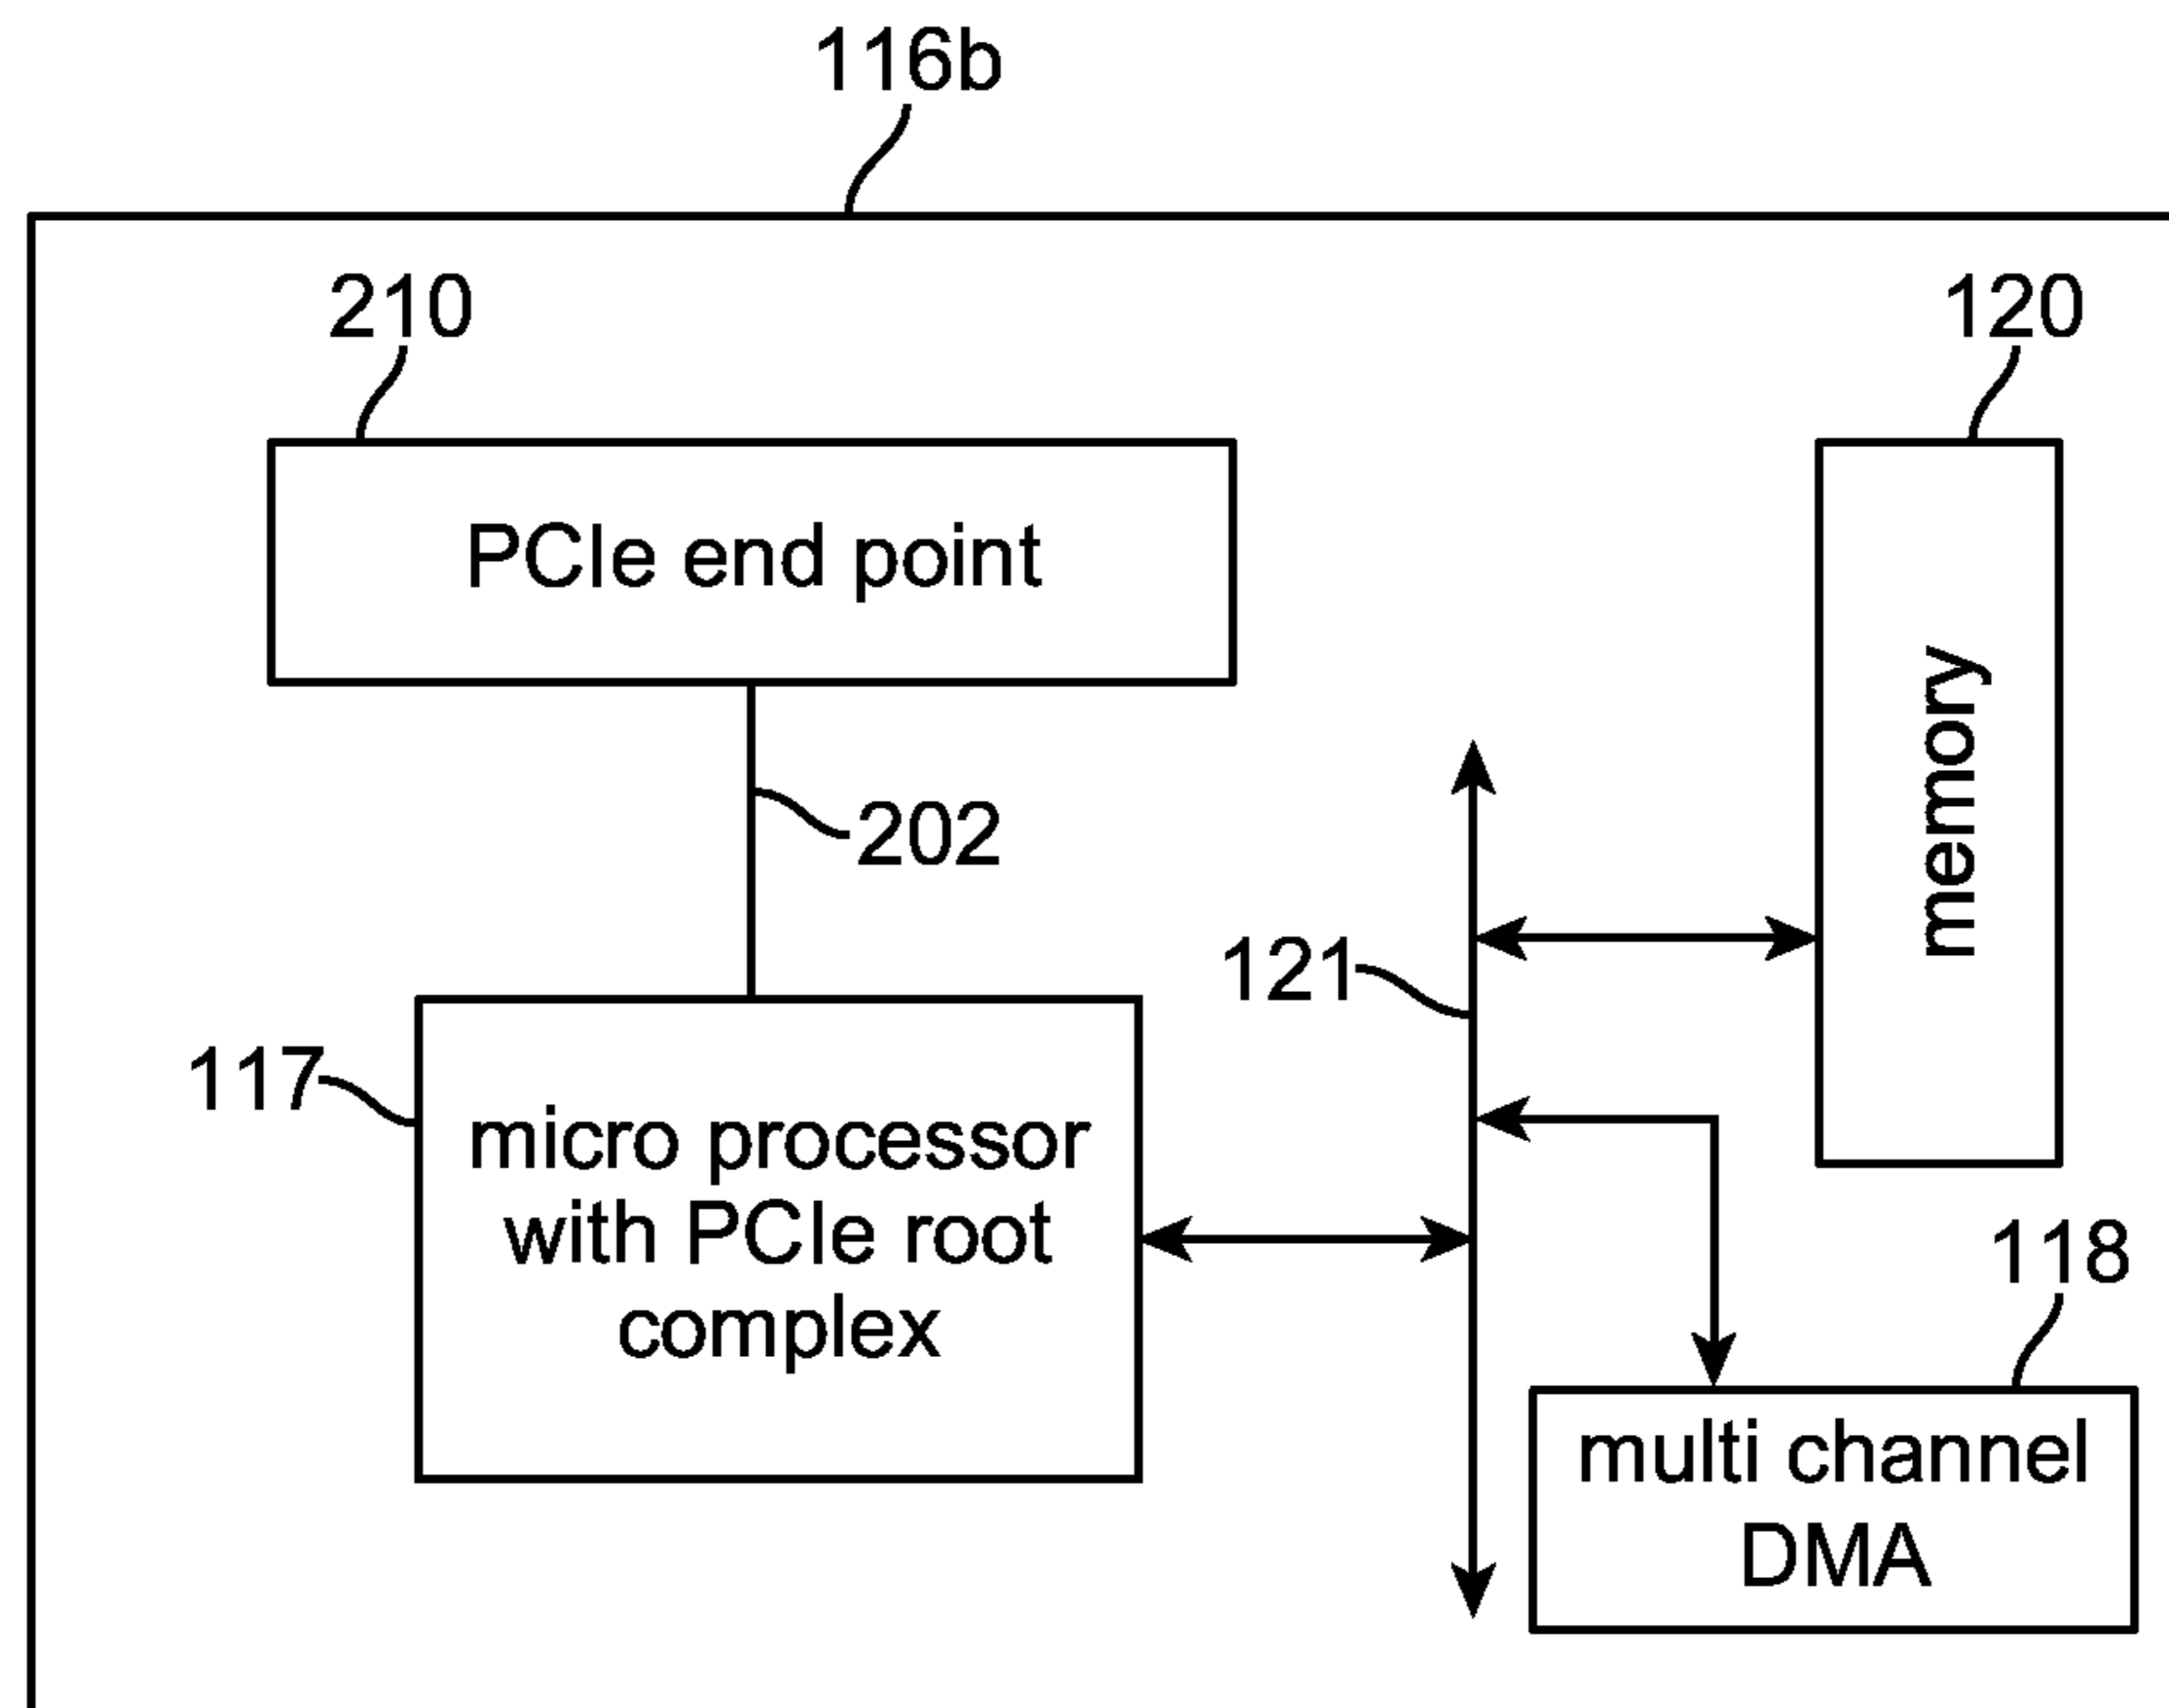 116b
210
120
PCIe end point
memory
202
121
117
micro processor
with PCIe root
complex
118
multi channel
DMA